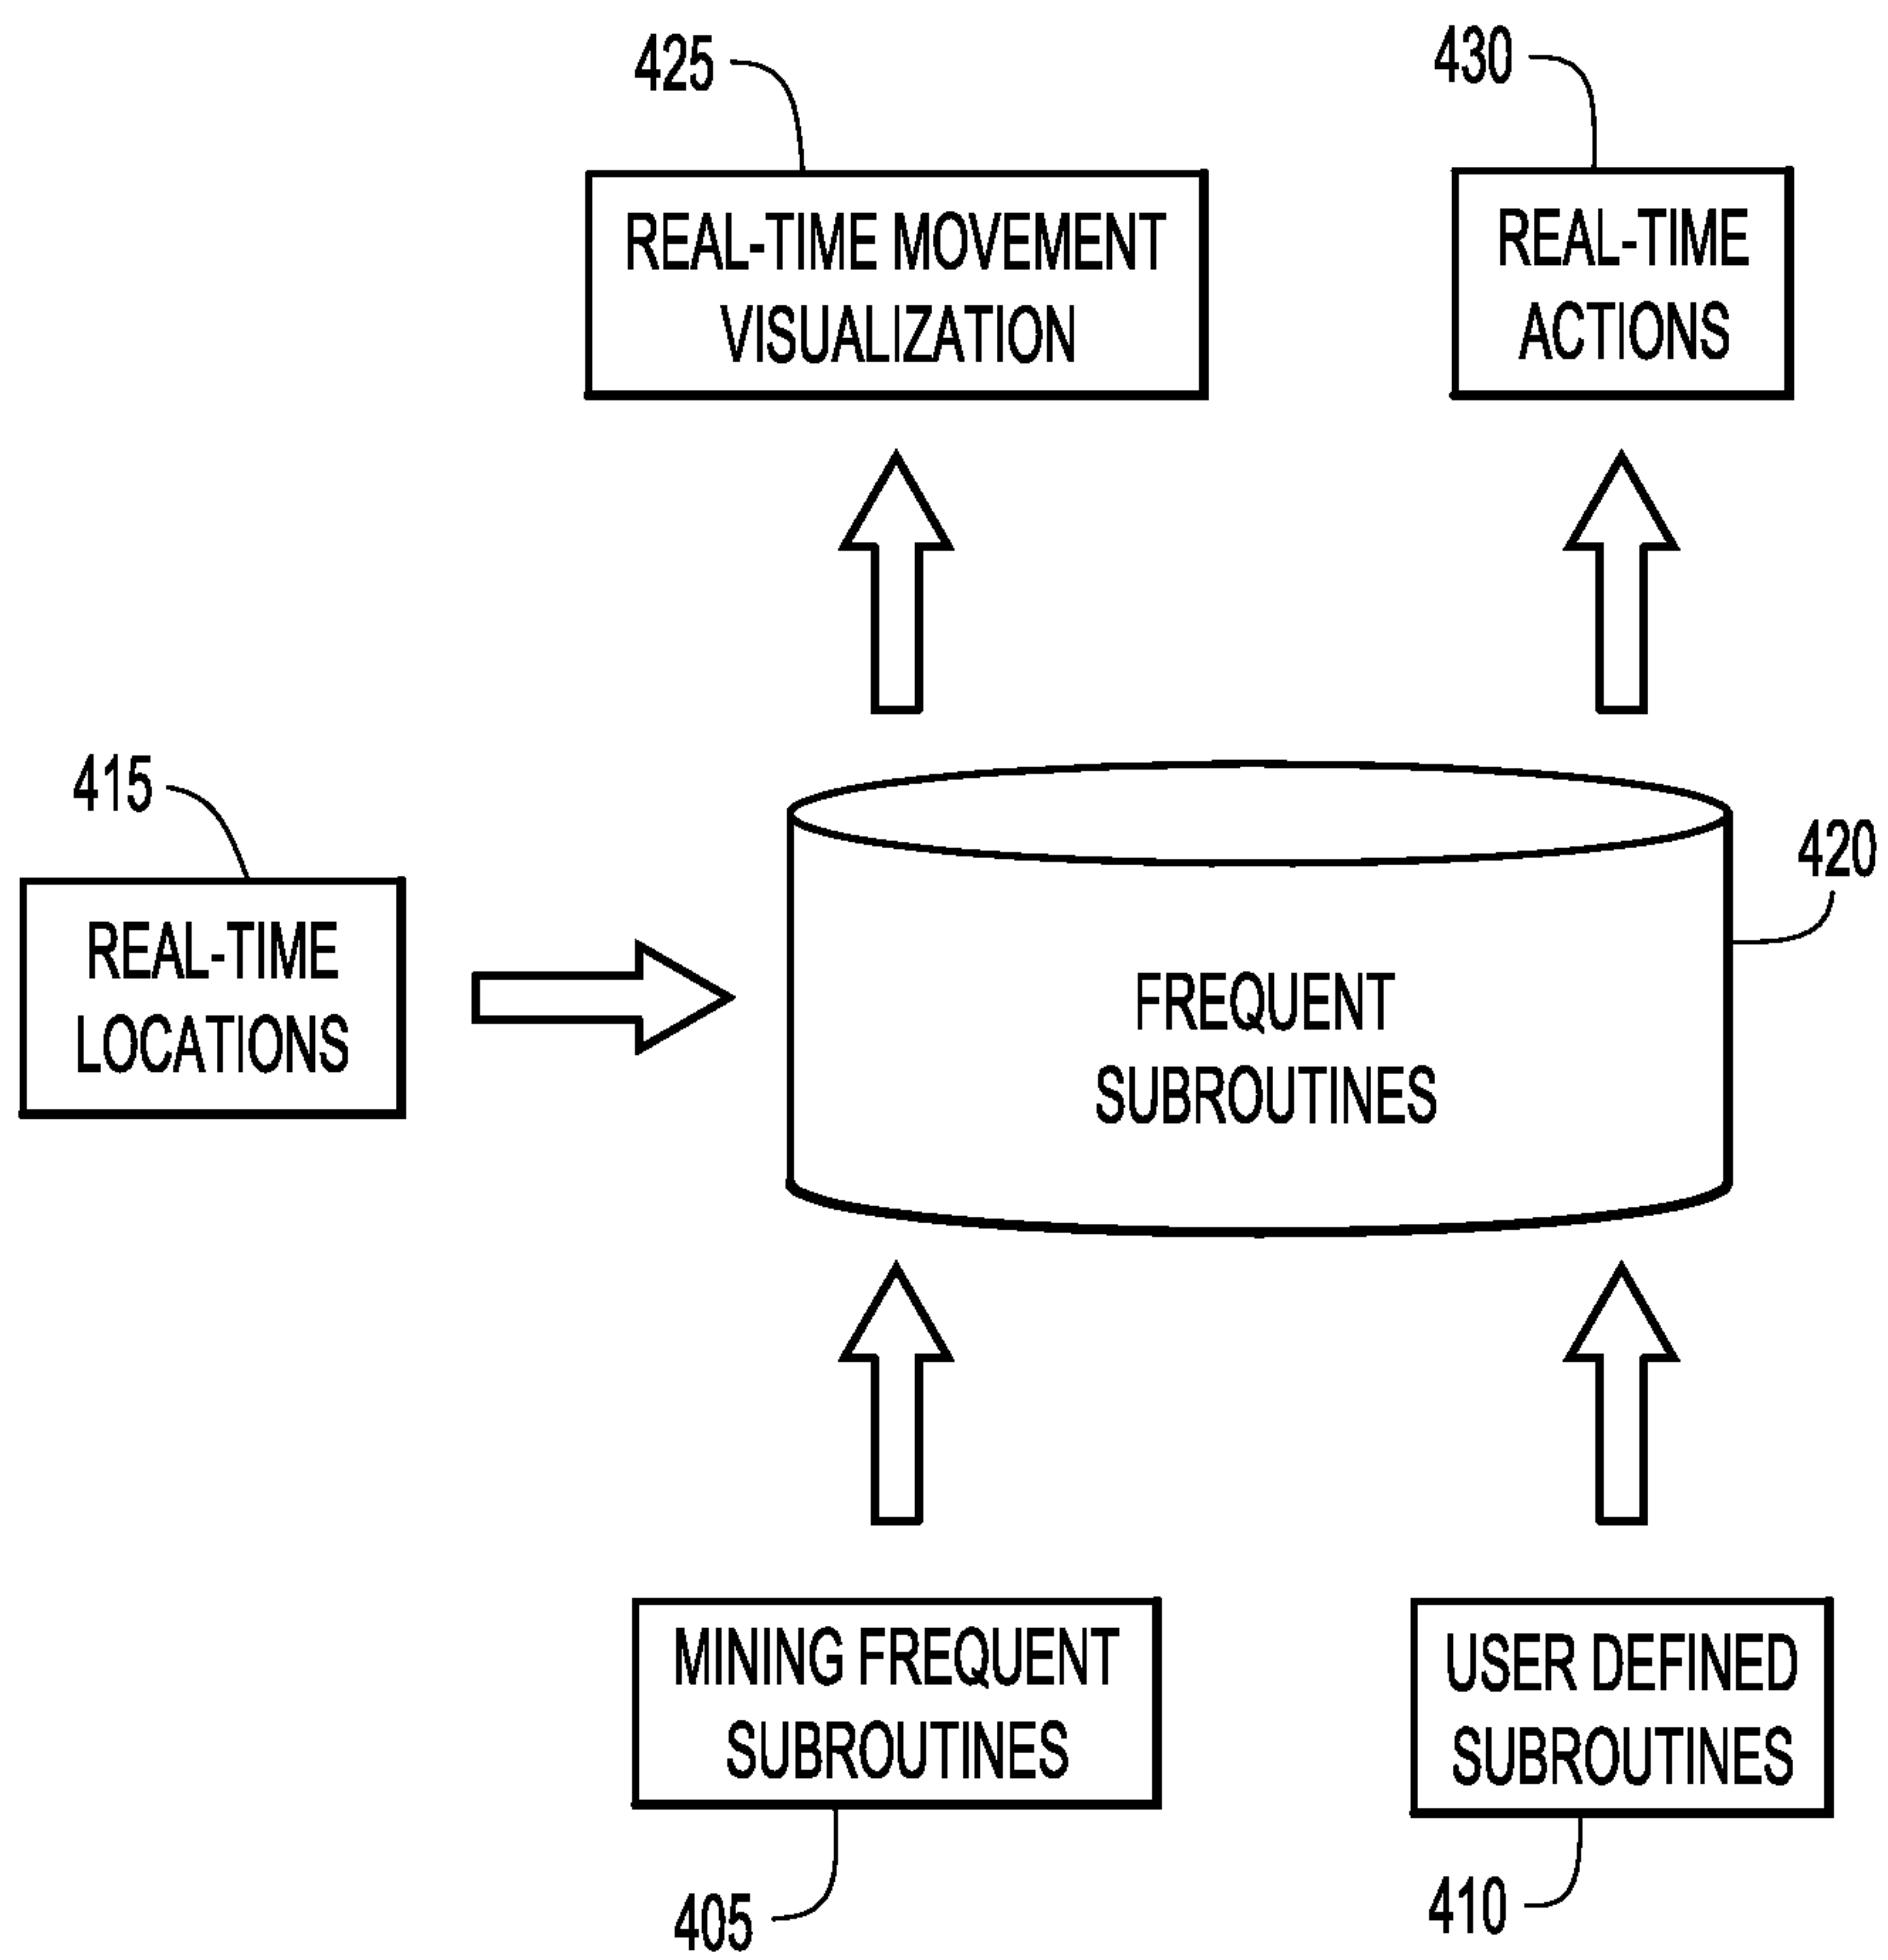 425
430
REAL-TIME MOVEMENT
VISUALIZATION
REAL-TIME
ACTIONS
415
420
REAL-TIME
LOCATIONS
FREQUENT
SUBROUTINES
MINING FREQUENT
SUBROUTINES
USER DEFINED
SUBROUTINES
405
410